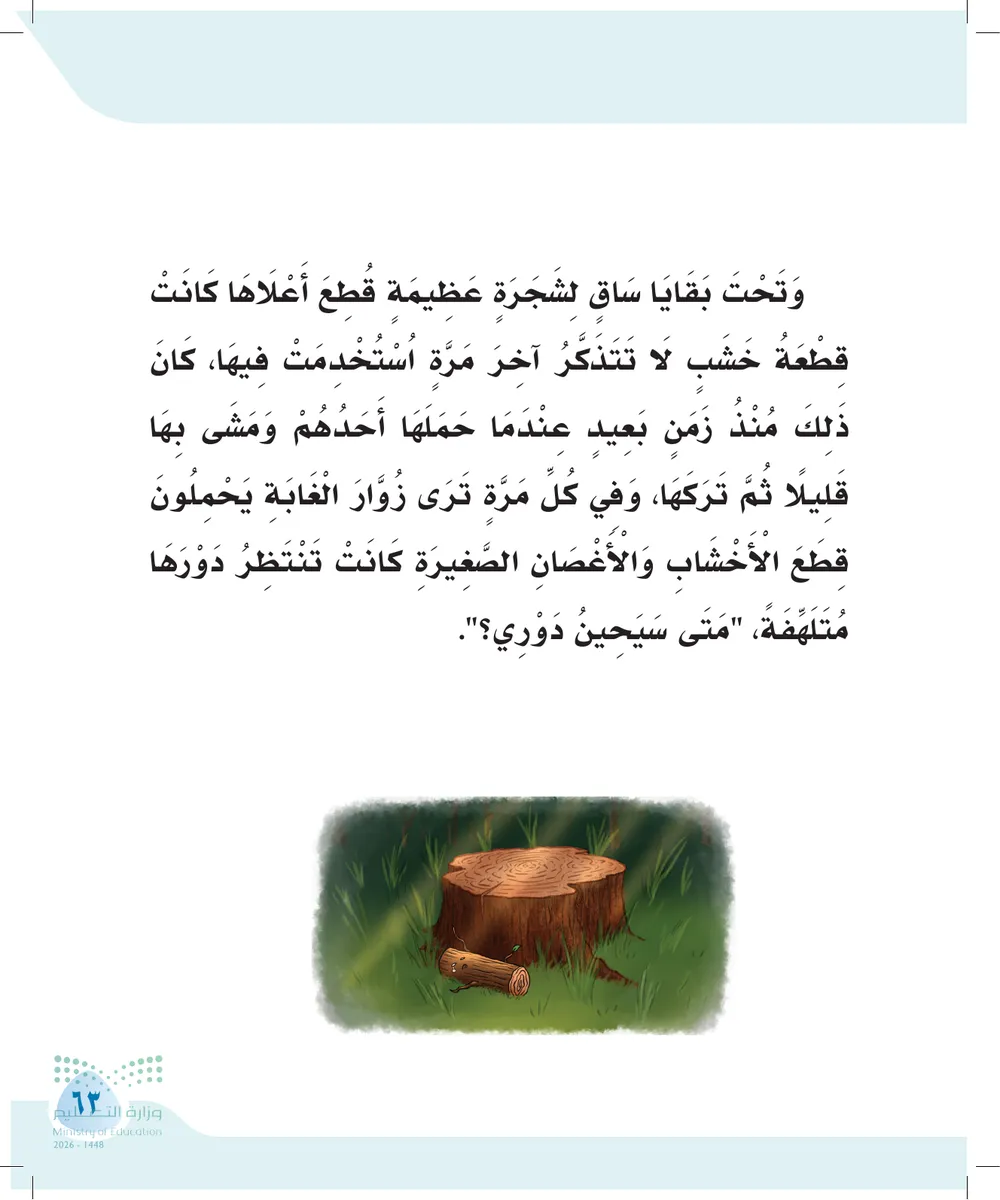 وَتَحْتَ بَقَايَا سَاقٍ لِشَجَرَةٍ عَظِيمَةٍ قُطِعَ أَعْلَاهَا كَانَتْ
قِطْعَةُ خَشَبٍ لَا تَتَذَكَّرُ آخِرَ مَرَّةٍ اُسْتُخْدِمَتْ فِيهَا، كَانَ
ذَلِكَ مُنْذُ زَمَنٍ بَعِيدٍ عِنْدَمَا حَمَلَهَا أَحَدُهُمْ وَمَشَى بِهَا
قَلِيلًا ثُمَّ تَرَكَهَا، وَفِي كُلِّ مَرَّةٍ تَرَى زُوَّارَ الْغَابَةِ يَحْمِلُونَ
قِطَعَ الْأَخْشَابِ وَالْأَغْصَانِ الصَّغِيرَةِ كَانَتْ تَنْتَظِرُ دَوْرَهَا
مُتَلَهِّفَةً، "مَتَى سَيَحِينُ دَوْرِي؟".
٦٣
وزارة التعليم
Ministry of Education
2026 - 1448